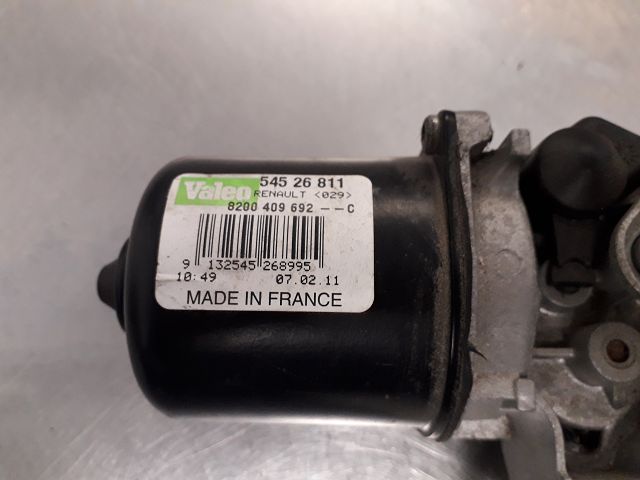 Valeo 545 26 811
RENAULT <029>
8200 409 692 --C
9 132545 268995
10:49 07.02.11
MADE IN FRANCE